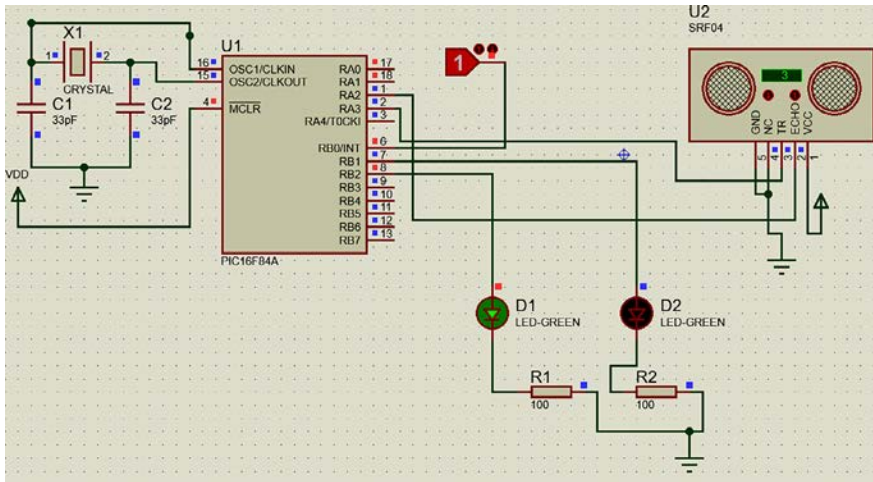 X1
1
2
CRYSTAL
C1
33pF
C2
33pF
VDD
U1
16 OSC1/CLKIN
15 OSC2/CLKOUT
4 MCLR
RA0 17
RA1 18
RA2 1
RA3 2
RA4/T0CKI 3
RB0/INT 6
RB1 7
RB2 8
RB3 9
RB4 10
RB5 11
RB6 12
RB7 13
PIC16F84A
1
U2
SRF04
3
GND
NC
TR
ECHO
VCC
5
4
3
2
1
D1
LED-GREEN
D2
LED-GREEN
R1
100
R2
100